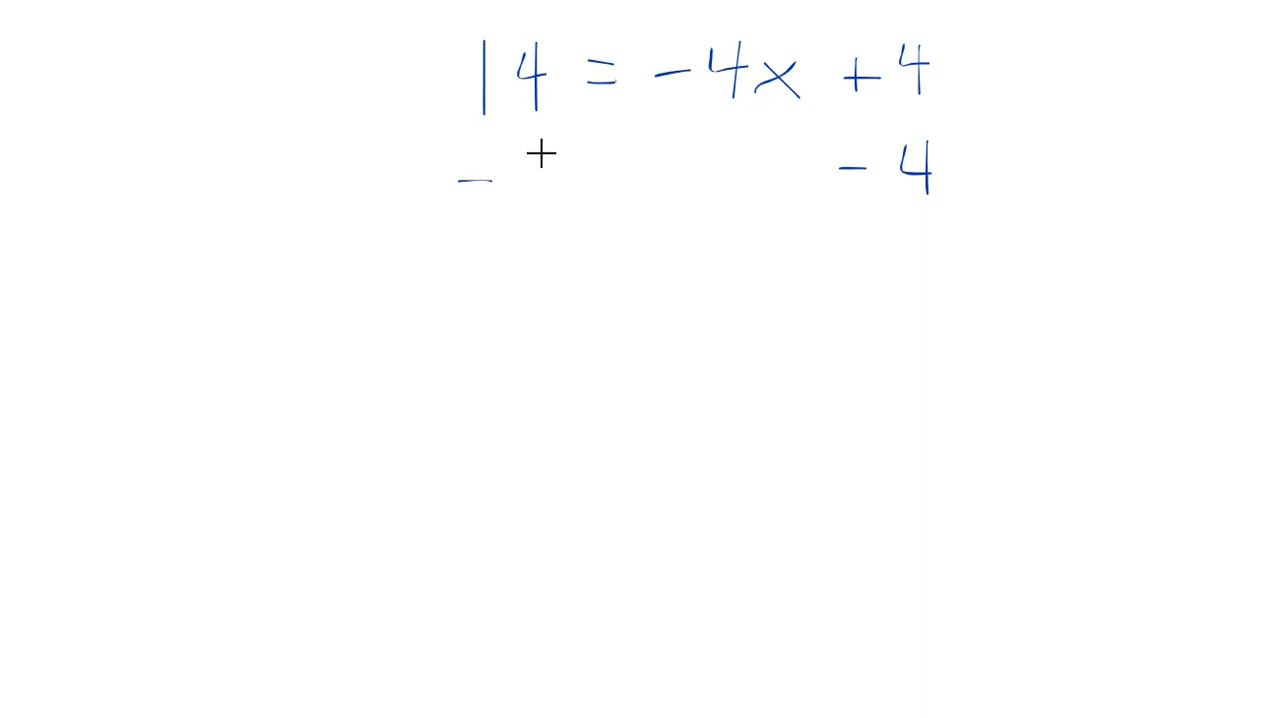 14 = -4x + 4
- - 4